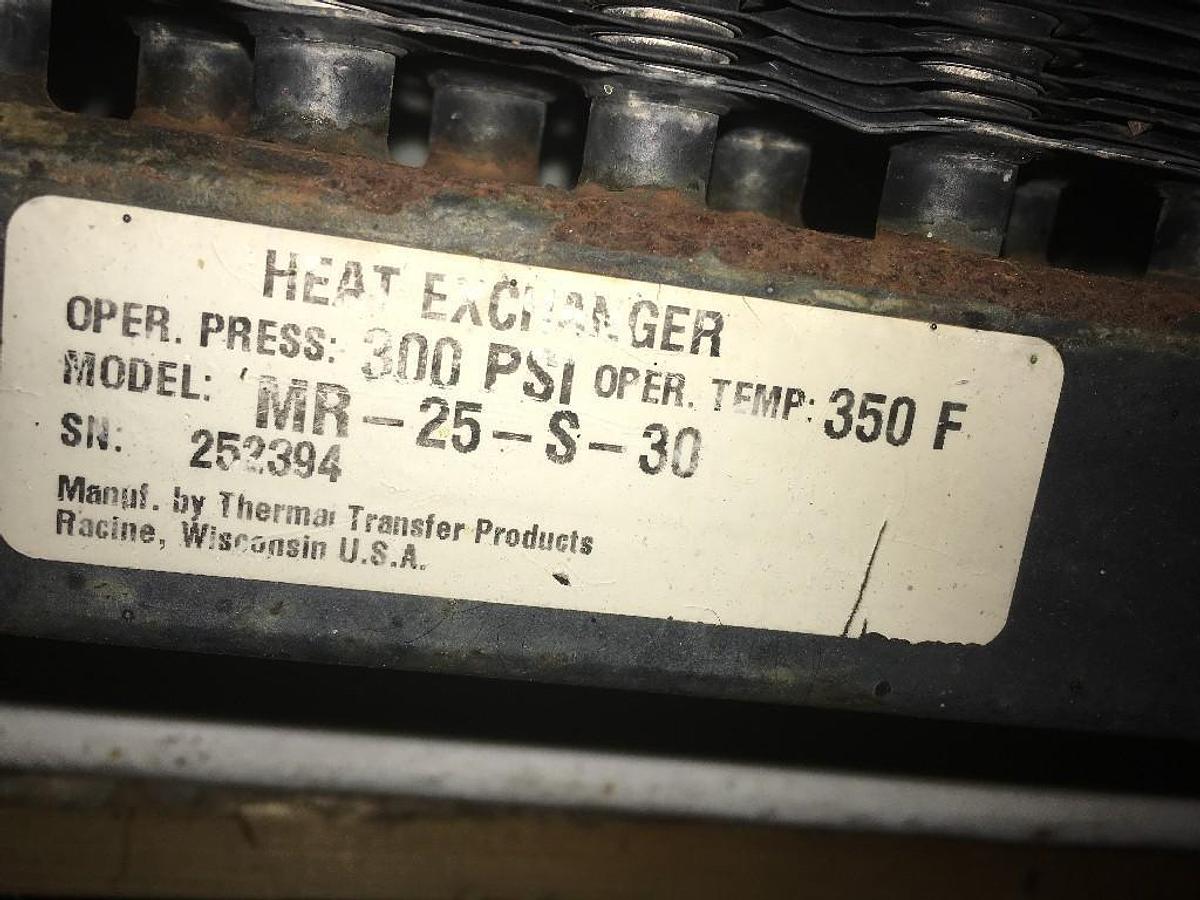 HEAT EXCHANGER
OPER. PRESS: 300 PSI OPER. TEMP: 350 F
MODEL: MR-25-S-30
SN: 252394
Manuf. by Thermal Transfer Products
Racine, Wisconsin U.S.A.